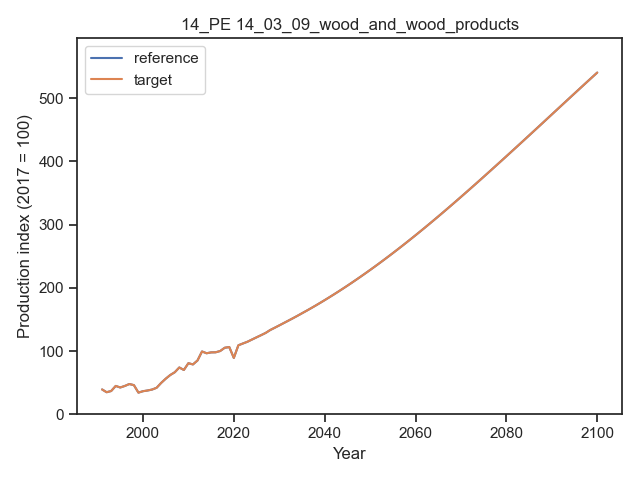 14_PE 14_03_09_wood_and_wood_products
reference
target
Production index (2017 = 100)
500
400
300
200
100
0
2000 2020 2040 2060 2080 2100
Year